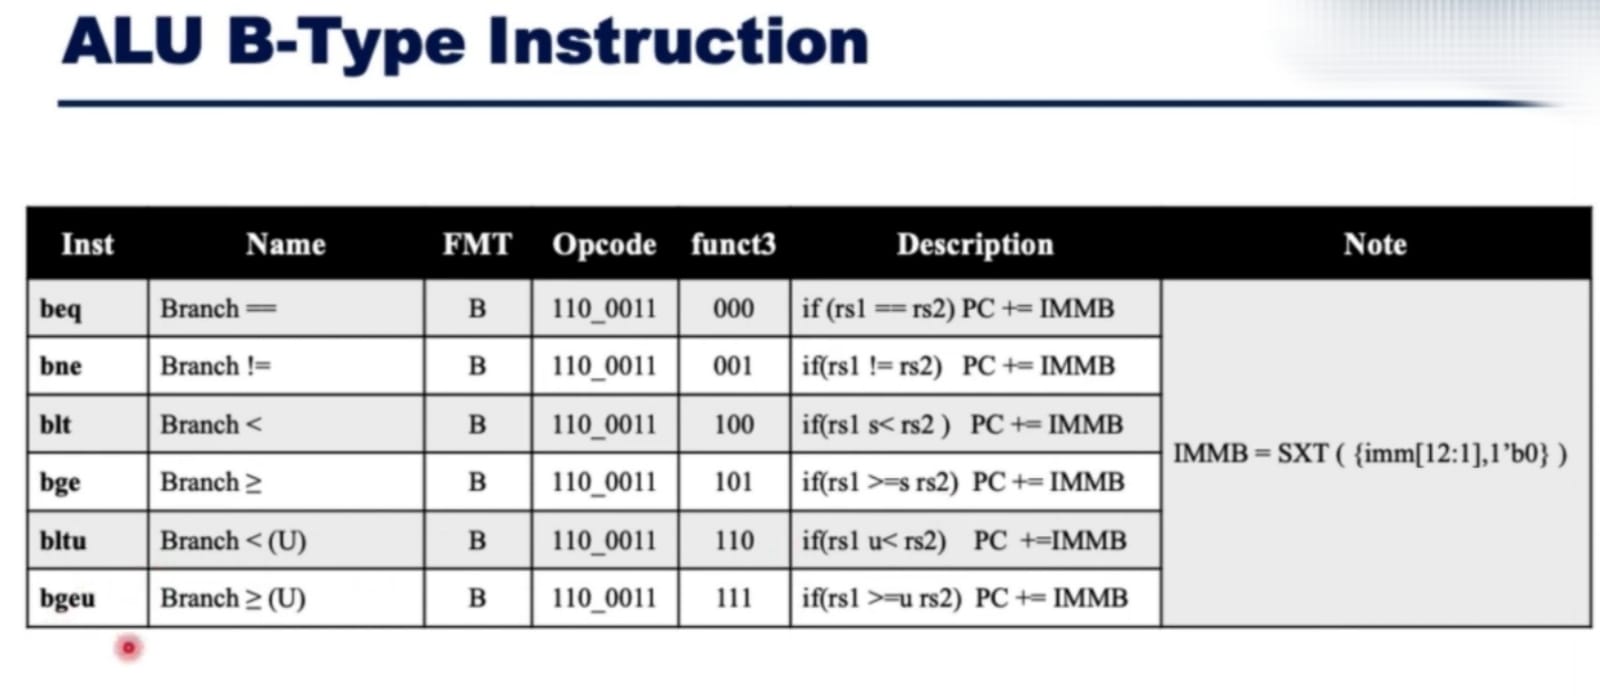 ALU B-Type Instruction
Inst Name FMT Opcode funct3 Description Note
beq Branch == B 110_0011 000 if (rs1 == rs2) PC += IMMB
bne Branch != B 110_0011 001 if(rs1 != rs2) PC += IMMB
blt Branch < B 110_0011 100 if(rs1 s< rs2 ) PC += IMMB
IMMB = SXT ( {imm[12:1],1’b0} )
bge Branch ≥ B 110_0011 101 if(rs1 >=s rs2) PC += IMMB
bltu Branch < (U) B 110_0011 110 if(rs1 u< rs2) PC +=IMMB
bgeu Branch ≥ (U) B 110_0011 111 if(rs1 >=u rs2) PC += IMMB